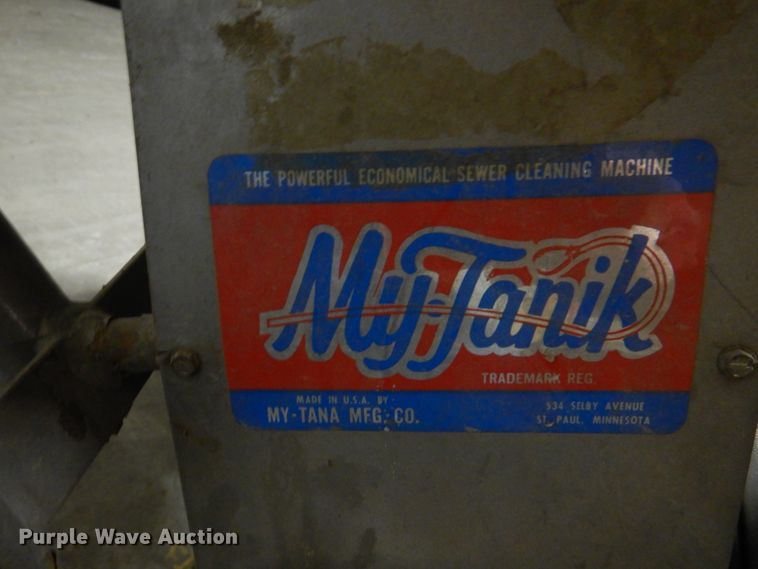 THE POWERFUL ECONOMICAL SEWER CLEANING MACHINE
My-Tanik
TRADEMARK REG.
MADE IN U.S.A. BY
MY-TANA MFG. CO.
534 SELBY AVENUE
ST. PAUL, MINNESOTA
Purple Wave Auction®